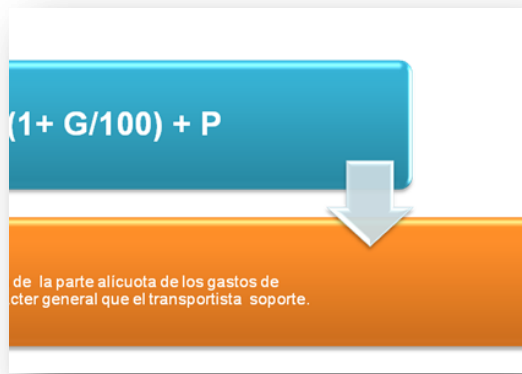 (1+ G/100) + P
de la parte alícuota de los gastos de
cter general que el transportista soporte.